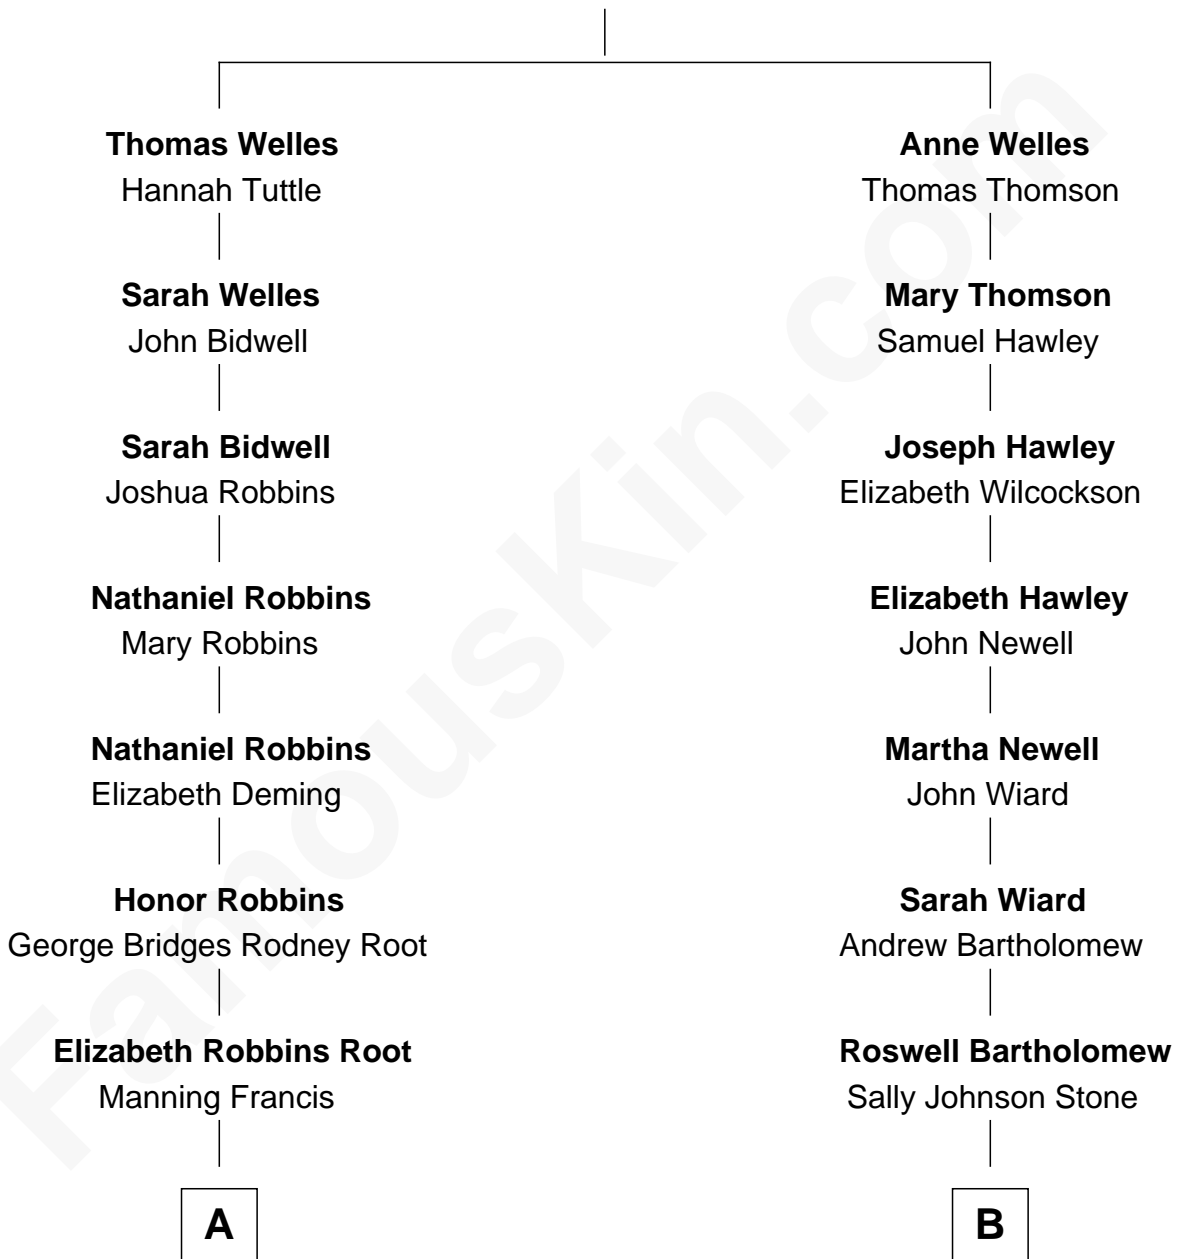 Thomas Welles
Hannah Tuttle
Anne Welles
Thomas Thomson
Sarah Welles
John Bidwell
Mary Thomson
Samuel Hawley
Sarah Bidwell
Joshua Robbins
Joseph Hawley
Elizabeth Wilcockson
Nathaniel Robbins
Mary Robbins
Elizabeth Hawley
John Newell
Nathaniel Robbins
Elizabeth Deming
Martha Newell
John Wiard
Honor Robbins
George Bridges Rodney Root
Sarah Wiard
Andrew Bartholomew
Elizabeth Robbins Root
Manning Francis
Roswell Bartholomew
Sally Johnson Stone
A
B
FamousKin.com